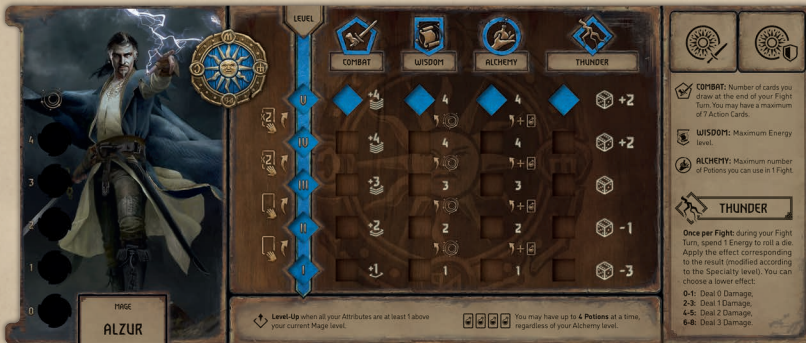 LEVEL
COMBAT
WISDOM
ALCHEMY
THUNDER
V
+4
4
4
+2
2
IV
+4
4
4
+2
2
III
+3
3
3
II
+2
2
2
-1
I
+1
1
1
-3
4
3
2
1
0
MAGE
ALZUR
Level-Up when all your Attributes are at least 1 above
your current Mage level.
You may have up to 4 Potions at a time,
regardless of your Alchemy level.
COMBAT: Number of cards you
draw at the end of your Fight
Turn. You may have a maximum
of 7 Action Cards.
WISDOM: Maximum Energy
level.
ALCHEMY: Maximum number
of Potions you can use in 1 Fight.
THUNDER
Once per Fight: during your Fight
Turn, spend 1 Energy to roll a die.
Apply the effect corresponding
to the result (modified according
to the Specialty level). You can
choose a lower effect:
0-1: Deal 0 Damage,
2-3: Deal 1 Damage,
4-5: Deal 2 Damage,
6-8: Deal 3 Damage.